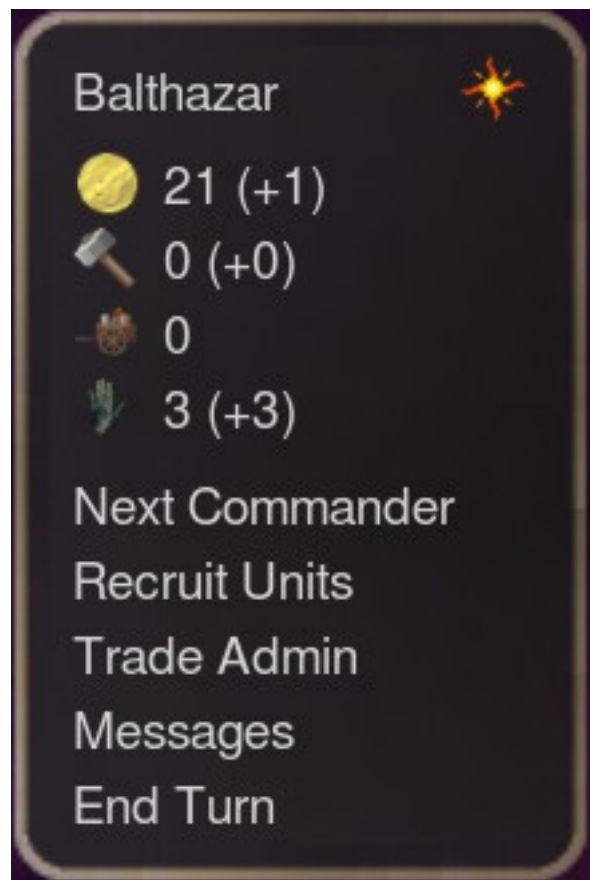 Balthazar
21 (+1)
0 (+0)
0
3 (+3)
Next Commander
Recruit Units
Trade Admin
Messages
End Turn